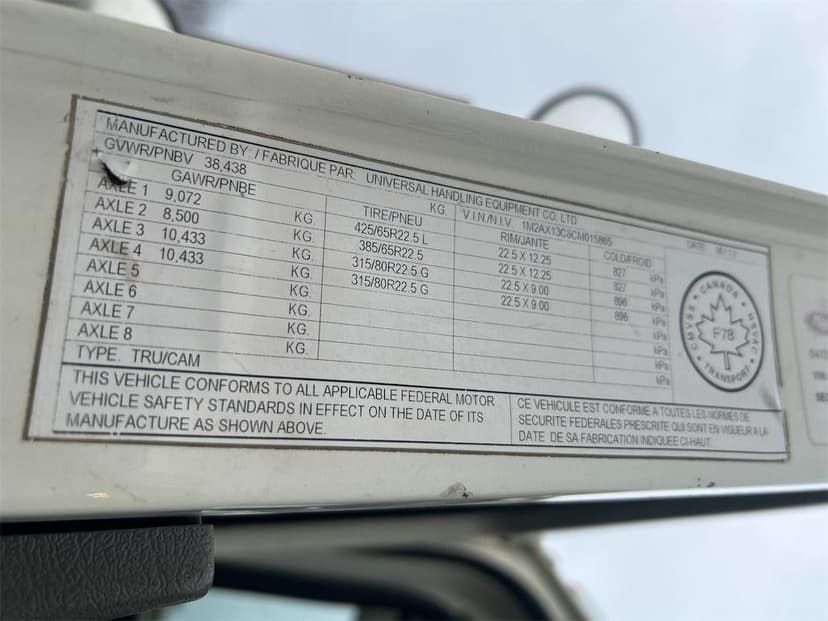 MANUFACTURED BY: / FABRIQUE PAR: UNIVERSAL HANDLING EQUIPMENT CO. LTD
GVWR/PNBV 38,438 KG. V.I.N./N.I.V. 1M2AX13C8CM015865 DATE
GAWR/PNBE TIRE/PNEU RIM/JANTE COLD/FROID
AXLE 1 9,072 KG. 425/65R22.5 L 22.5 X 12.25 827 kPa
AXLE 2 8,500 KG. 385/65R22.5 22.5 X 12.25 827 kPa
AXLE 3 10,433 KG. 315/80R22.5 G 22.5 X 9.00 896 kPa
AXLE 4 10,433 KG. 315/80R22.5 G 22.5 X 9.00 896 kPa
AXLE 5 KG. kPa
AXLE 6 KG. kPa
AXLE 7 KG. kPa
AXLE 8
TYPE. TRU/CAM
CANADA
CMVSS NSVAC
F78
TRANSPORT
THIS VEHICLE CONFORMS TO ALL APPLICABLE FEDERAL MOTOR
VEHICLE SAFETY STANDARDS IN EFFECT ON THE DATE OF ITS
MANUFACTURE AS SHOWN ABOVE.
CE VEHICULE EST CONFORME A TOUTES LES NORMES DE
SECURITE FEDERALES PRESCRITE QUI SONT EN VIGUEUR A LA
DATE DE SA FABRICATION INDIQUEE CI-HAUT